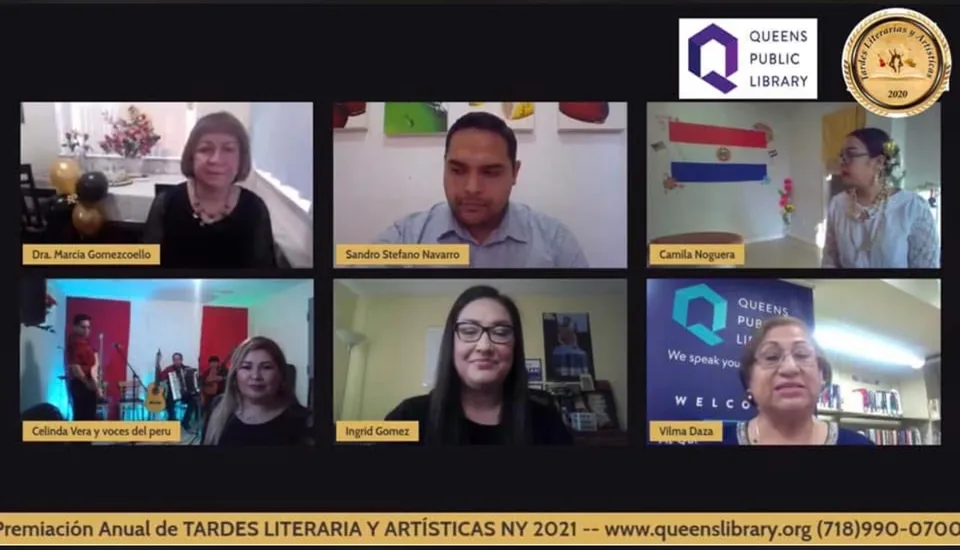 QUEENS
PUBLIC
LIBRARY
Tardes Literarias y Artísticas
2020
Dra. Marcia Gomezcoello
Sandro Stefano Navarro
Camila Noguera
QUEENS
PUB
LI
We speak you
WELCO
Celinda Vera y voces del peru
Ingrid Gomez
Vilma Daza
Premiación Anual de TARDES LITERARIA Y ARTÍSTICAS NY 2021 -- www.queenslibrary.org (718)990-0700